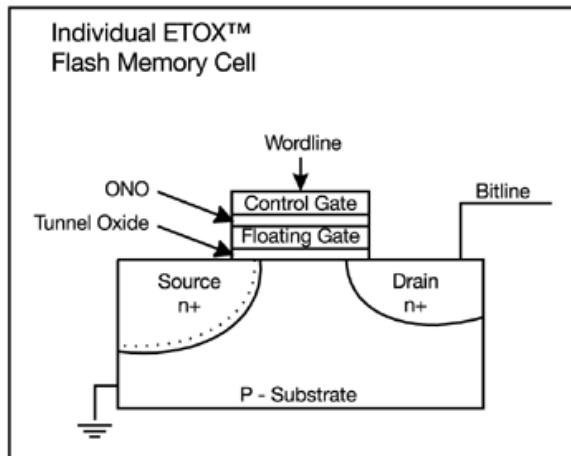 Individual ETOX™
Flash Memory Cell
Wordline
ONO
Control Gate
Bitline
Tunnel Oxide
Floating Gate
Source
n+
Drain
n+
P - Substrate